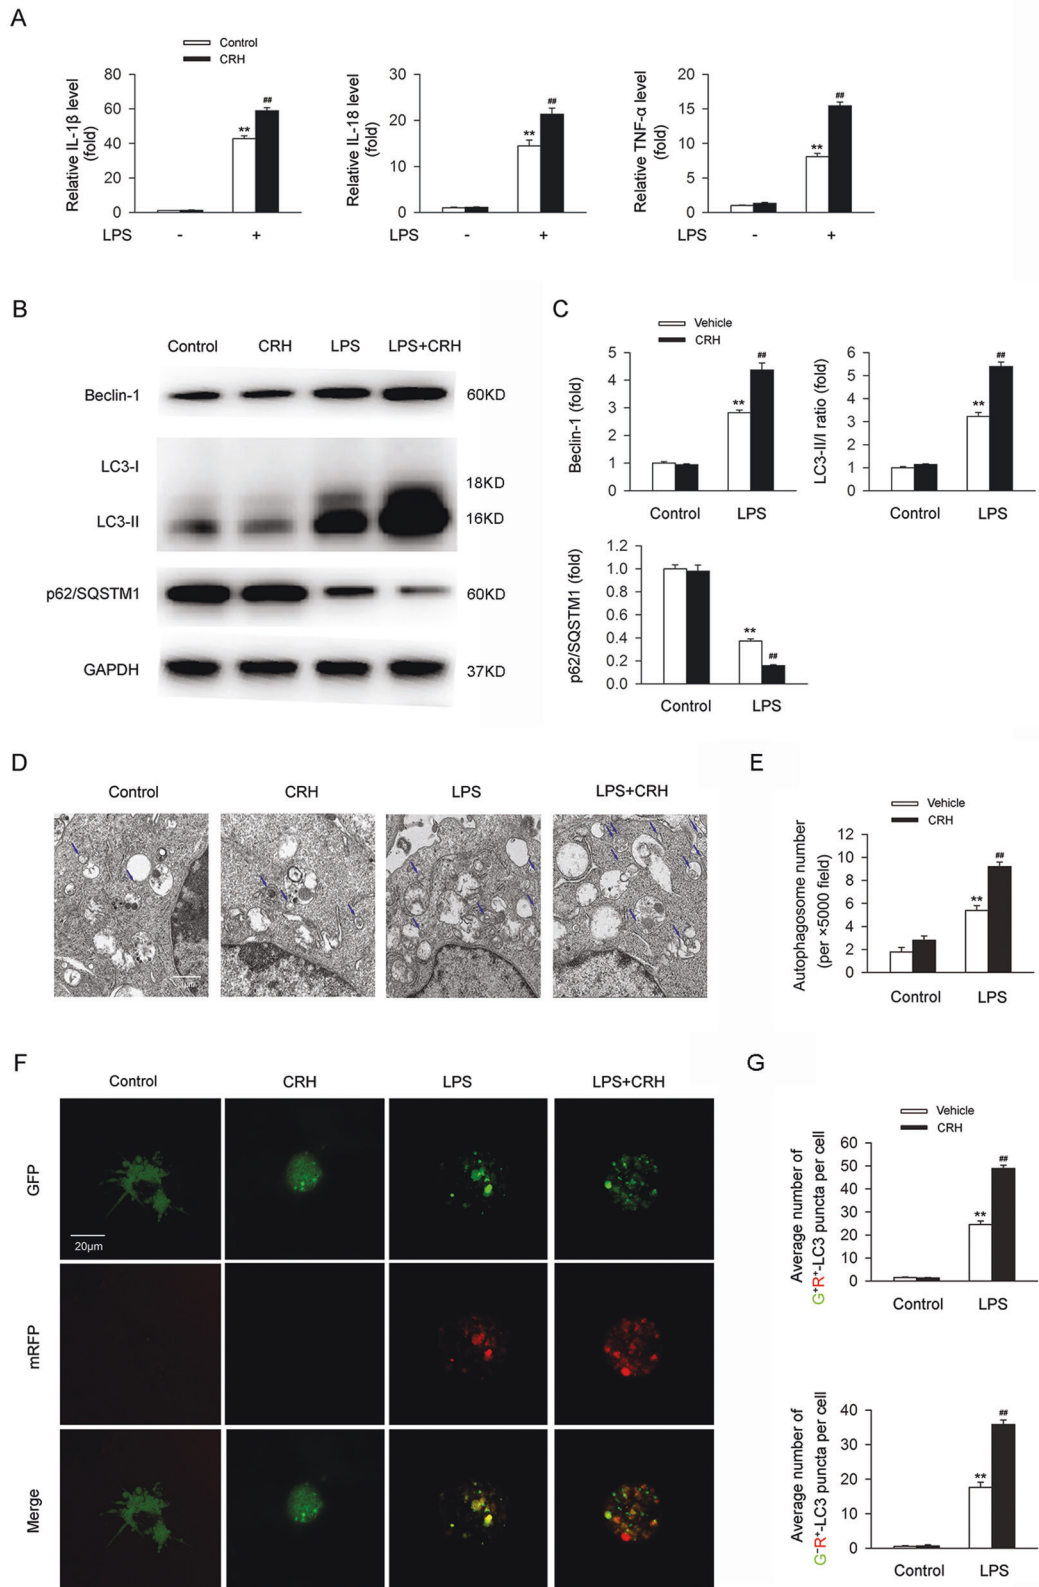 A
Control
CRH
Relative IL-1β level
(fold)
80
60
40
20
0
**
##
LPS
-
+
Relative IL-18 level
(fold)
30
20
10
0
**
##
LPS
-
+
Relative TNF-α level
(fold)
20
15
10
5
0
**
##
LPS
-
+
B
Control CRH LPS LPS+CRH
Beclin-1 60KD
LC3-I 18KD
LC3-II 16KD
p62/SQSTM1 60KD
GAPDH 37KD
C
Vehicle
CRH
Beclin-1 (fold)
5
4
3
2
1
0
**
##
Control LPS
LC3-II/I ratio (fold)
6
5
4
3
2
1
0
**
##
Control LPS
p62/SQSTM1 (fold)
1.2
1.0
0.8
0.6
0.4
0.2
0.0
**
##
Control LPS
D
Control CRH LPS LPS+CRH
E
Vehicle
CRH
Autophagosome number
(per ×5000 field)
12
10
8
6
4
2
0
**
##
Control LPS
F
Control CRH LPS LPS+CRH
GFP
20μm
mRFP
Merge
G
Vehicle
CRH
Average number of
G⁺R⁺-LC3 puncta per cell
60
50
40
30
20
10
0
**
##
Control LPS
Average number of
G⁻R⁺-LC3 puncta per cell
40
30
20
10
0
**
##
Control LPS